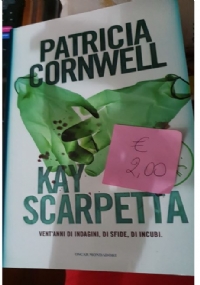 PATRICIA
CORNWELL
€
2,00
KAY
SCARPETTA
VENT'ANNI DI INDAGINI, DI SFIDE, DI INCUBI.